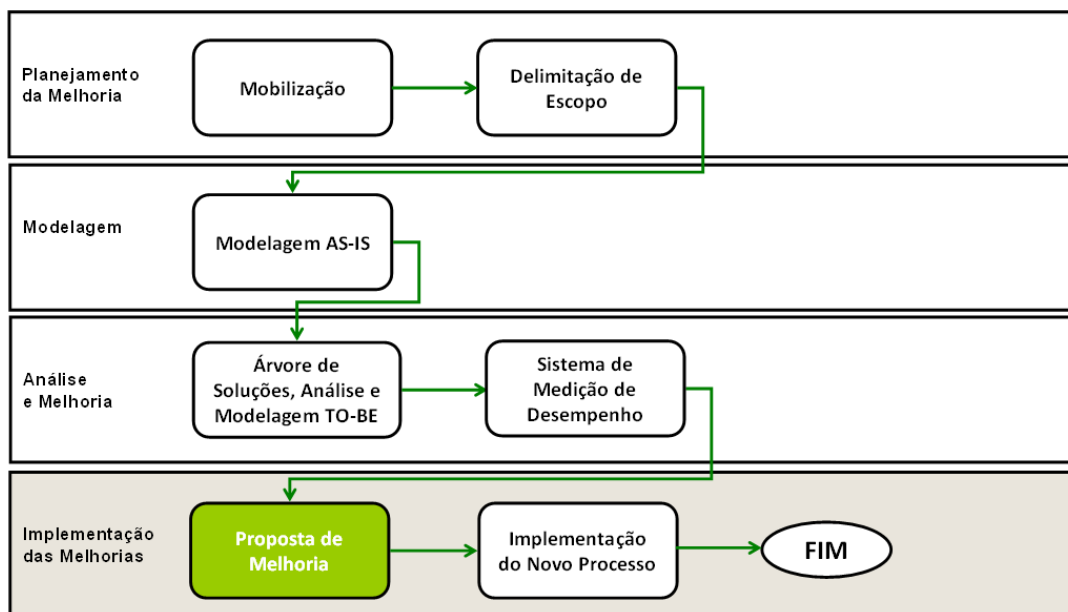 Planejamento
da Melhoria
Mobilização
Delimitação de
Escopo
Modelagem
Modelagem AS-IS
Análise
e Melhoria
Árvore de
Soluções, Análise e
Modelagem TO-BE
Sistema de
Medição de
Desempenho
Implementação
das Melhorias
Proposta de
Melhoria
Implementação
do Novo Processo
FIM